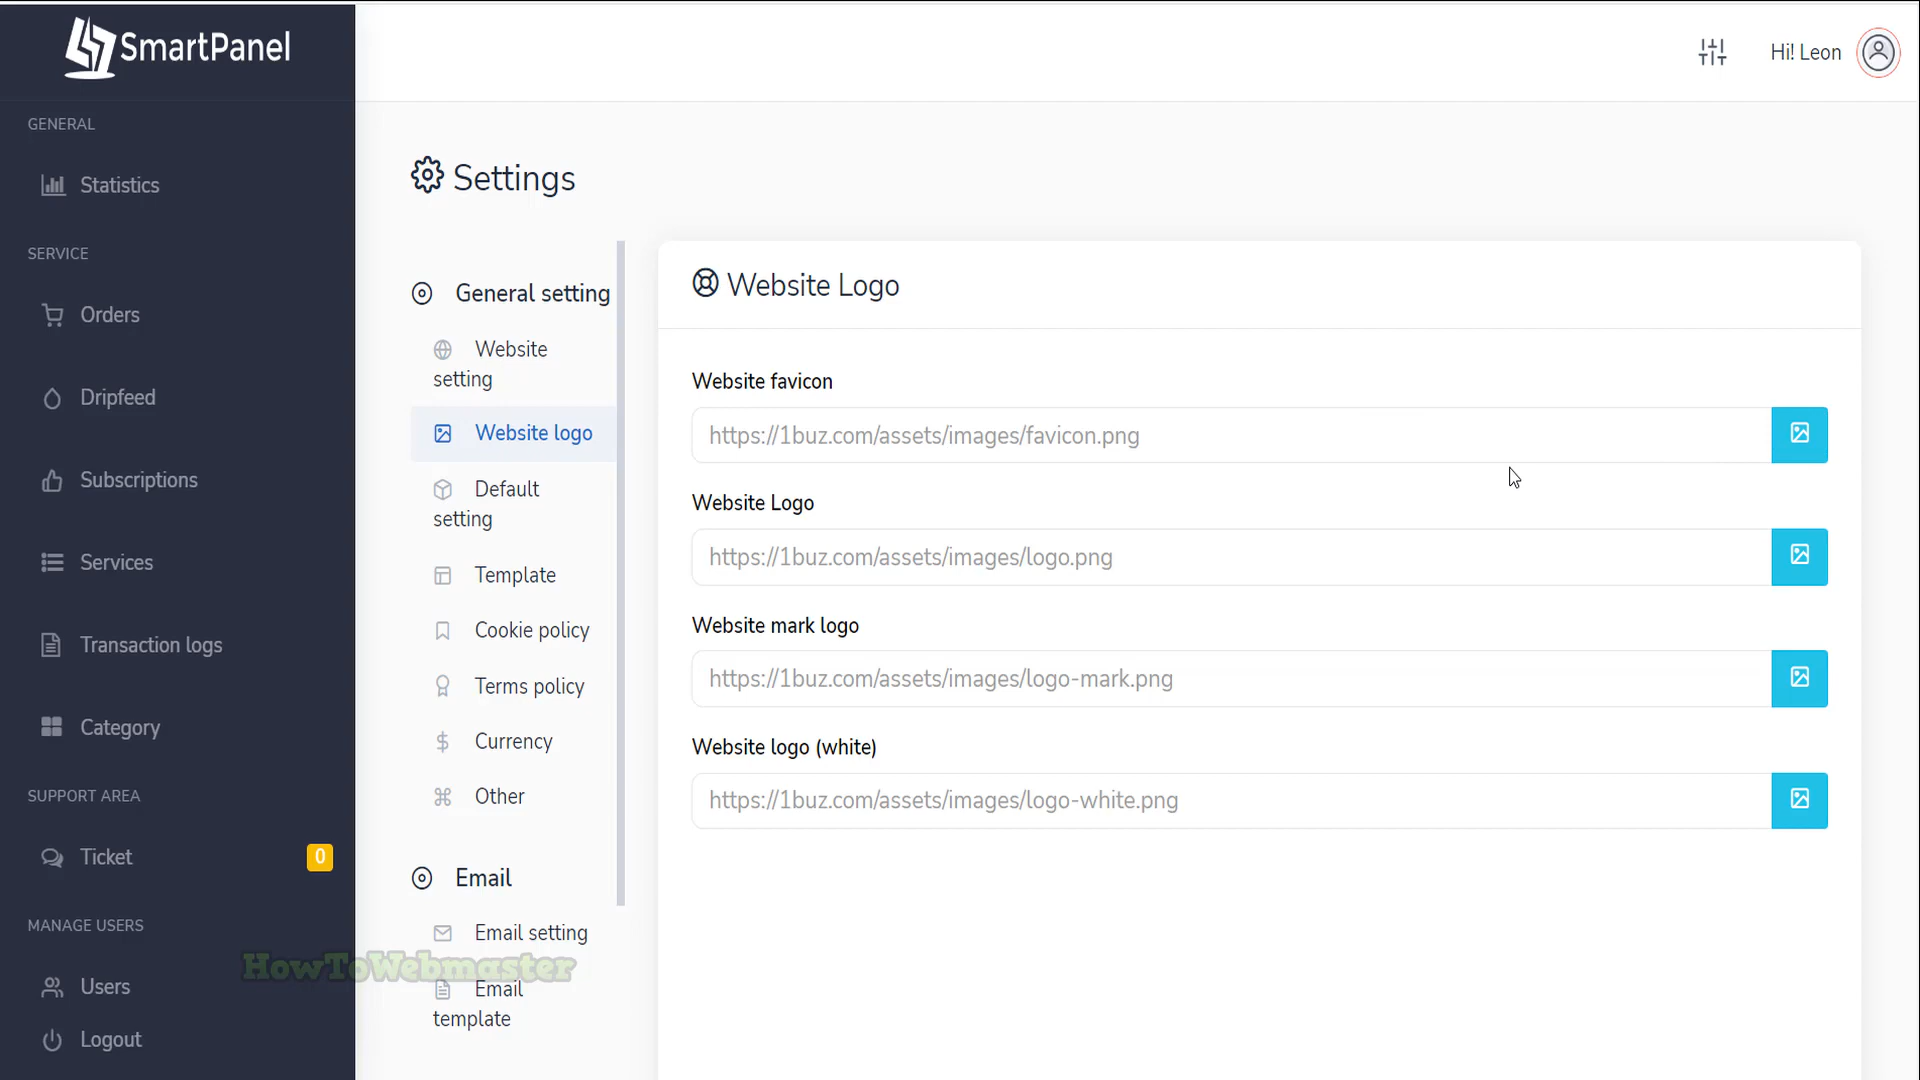 SmartPanel
Hi! Leon
GENERAL
Statistics
SERVICE
Orders
Dripfeed
Subscriptions
Services
Transaction logs
Category
SUPPORT AREA
Ticket
0
MANAGE USERS
Users
Logout
Settings
General setting
Website
setting
Website logo
Default
setting
Template
Cookie policy
Terms policy
Currency
Other
Email
Email setting
Email
template
HowToWebmaster
Website Logo
Website favicon
https://1buz.com/assets/images/favicon.png
Website Logo
https://1buz.com/assets/images/logo.png
Website mark logo
https://1buz.com/assets/images/logo-mark.png
Website logo (white)
https://1buz.com/assets/images/logo-white.png